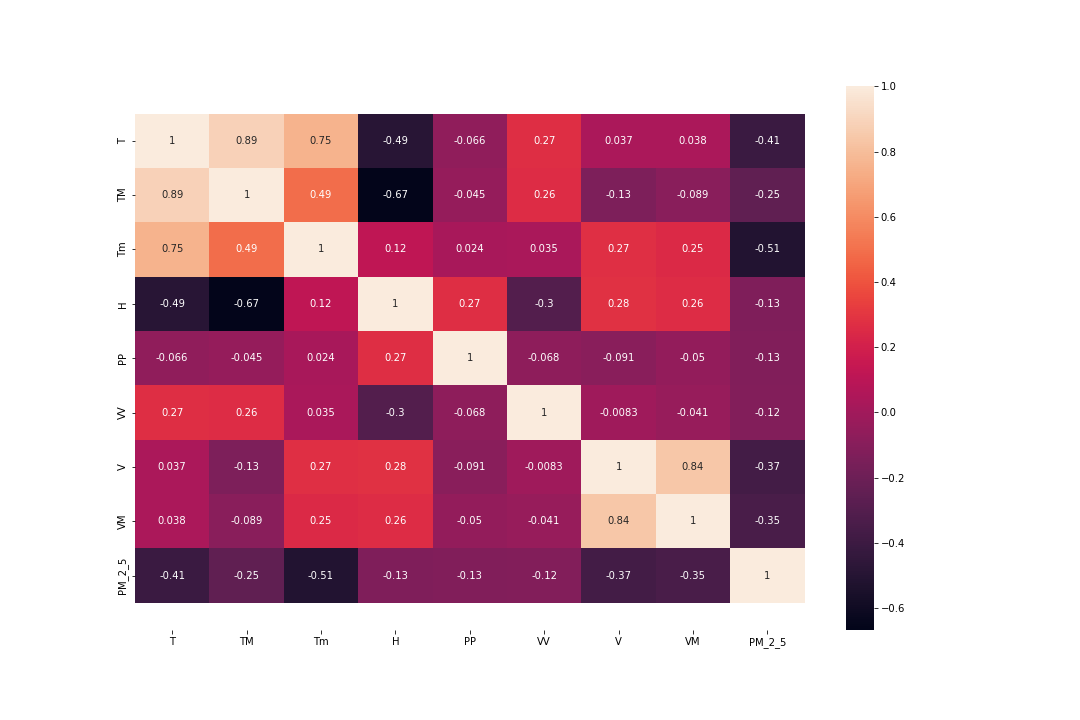 T 1 0.89 0.75 -0.49 -0.066 0.27 0.037 0.038 -0.41
TM 0.89 1 0.49 -0.67 -0.045 0.26 -0.13 -0.089 -0.25
Tm 0.75 0.49 1 0.12 0.024 0.035 0.27 0.25 -0.51
H -0.49 -0.67 0.12 1 0.27 -0.3 0.28 0.26 -0.13
PP -0.066 -0.045 0.024 0.27 1 -0.068 -0.091 -0.05 -0.13
VV 0.27 0.26 0.035 -0.3 -0.068 1 -0.0083 -0.041 -0.12
V 0.037 -0.13 0.27 0.28 -0.091 -0.0083 1 0.84 -0.37
VM 0.038 -0.089 0.25 0.26 -0.05 -0.041 0.84 1 -0.35
PM_2_5 -0.41 -0.25 -0.51 -0.13 -0.13 -0.12 -0.37 -0.35 1
T TM Tm H PP VV V VM PM_2_5
1.0
0.8
0.6
0.4
0.2
0.0
−0.2
−0.4
−0.6